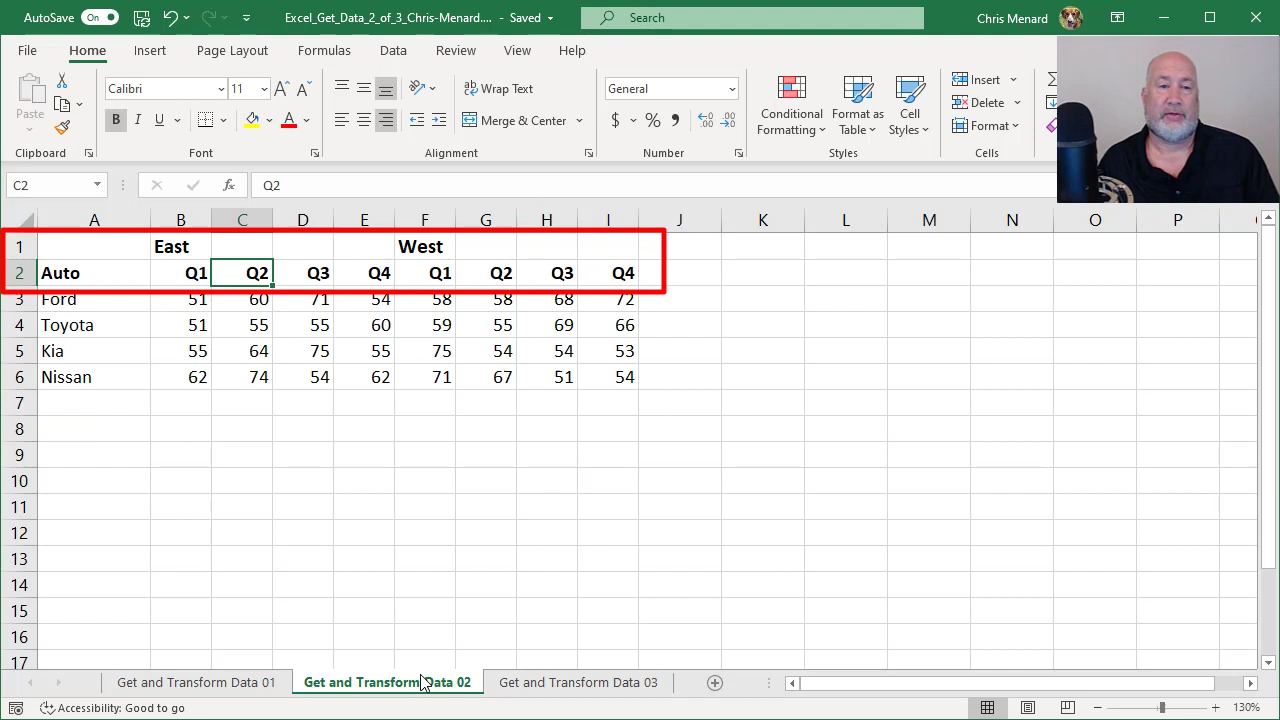 AutoSave On Excel_Get_Data_2_of_3_Chris-Menard.... - Saved Search Chris Menard
File Home Insert Page Layout Formulas Data Review View Help
Paste Calibri 11 Wrap Text General Conditional Formatting Format as Table Cell Styles Insert
B I U Merge & Center $ % , Delete
Format
Clipboard Font Alignment Number Styles Cells
C2 fx Q2
A B C D E F G H I J K L M N O P
1 East West
2 Auto Q1 Q2 Q3 Q4 Q1 Q2 Q3 Q4
3 Ford 51 60 71 54 58 58 68 72
4 Toyota 51 55 55 60 59 55 69 66
5 Kia 55 64 75 55 75 54 54 53
6 Nissan 62 74 54 62 71 67 51 54
7
8
9
10
11
12
13
14
15
16
17
Get and Transform Data 01 Get and Transform Data 02 Get and Transform Data 03
Accessibility: Good to go 130%